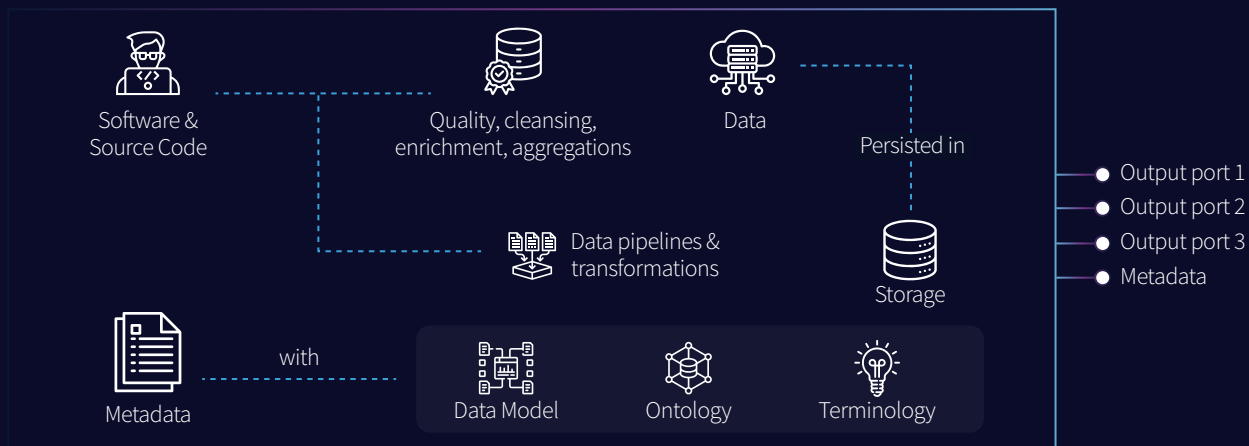 Software &
Source Code
Quality, cleansing,
enrichment, aggregations
Data
Persisted in
Data pipelines &
transformations
Storage
Metadata
with
Data Model
Ontology
Terminology
Output port 1
Output port 2
Output port 3
Metadata